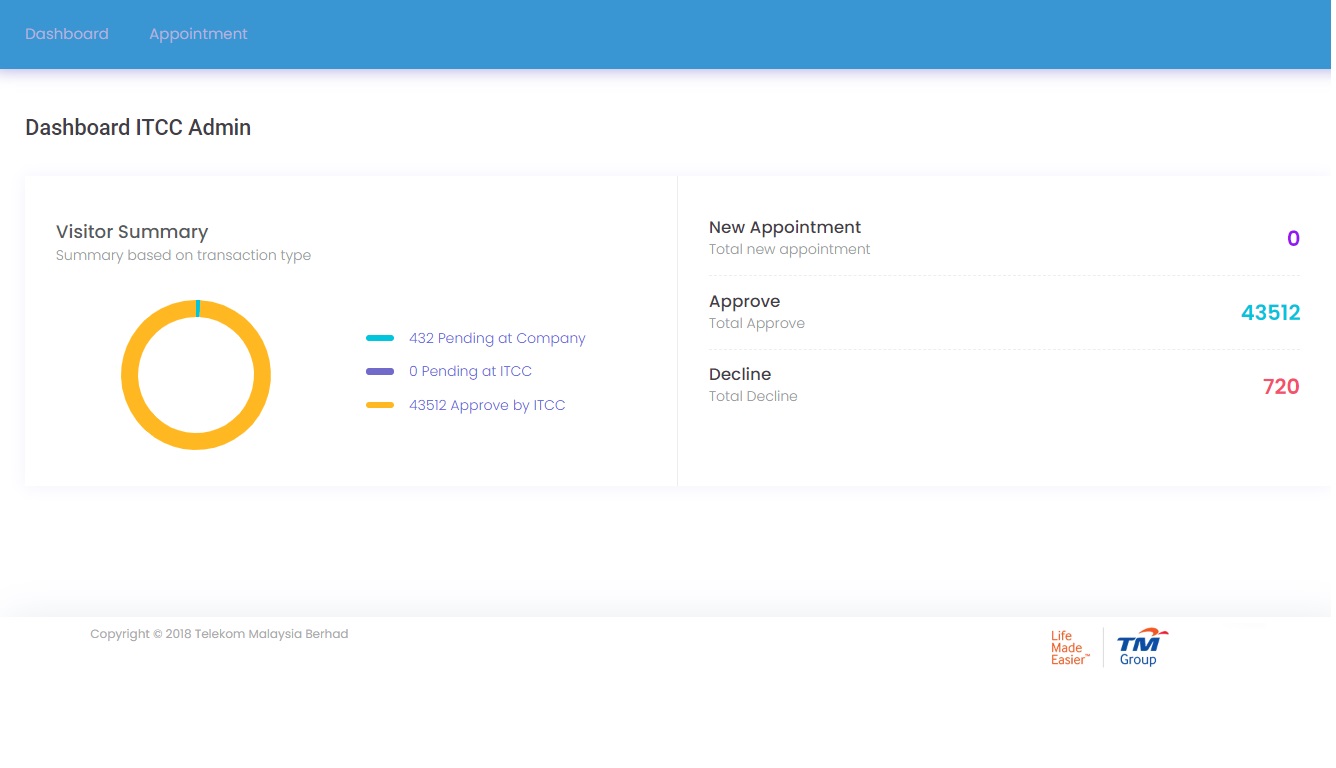 Dashboard Appointment
Dashboard ITCC Admin
Visitor Summary
Summary based on transaction type
432 Pending at Company
0 Pending at ITCC
43512 Approve by ITCC
New Appointment
Total new appointment
0
Approve
Total Approve
43512
Decline
Total Decline
720
Copyright © 2018 Telekom Malaysia Berhad
Life
Made
Easier™
TM
Group